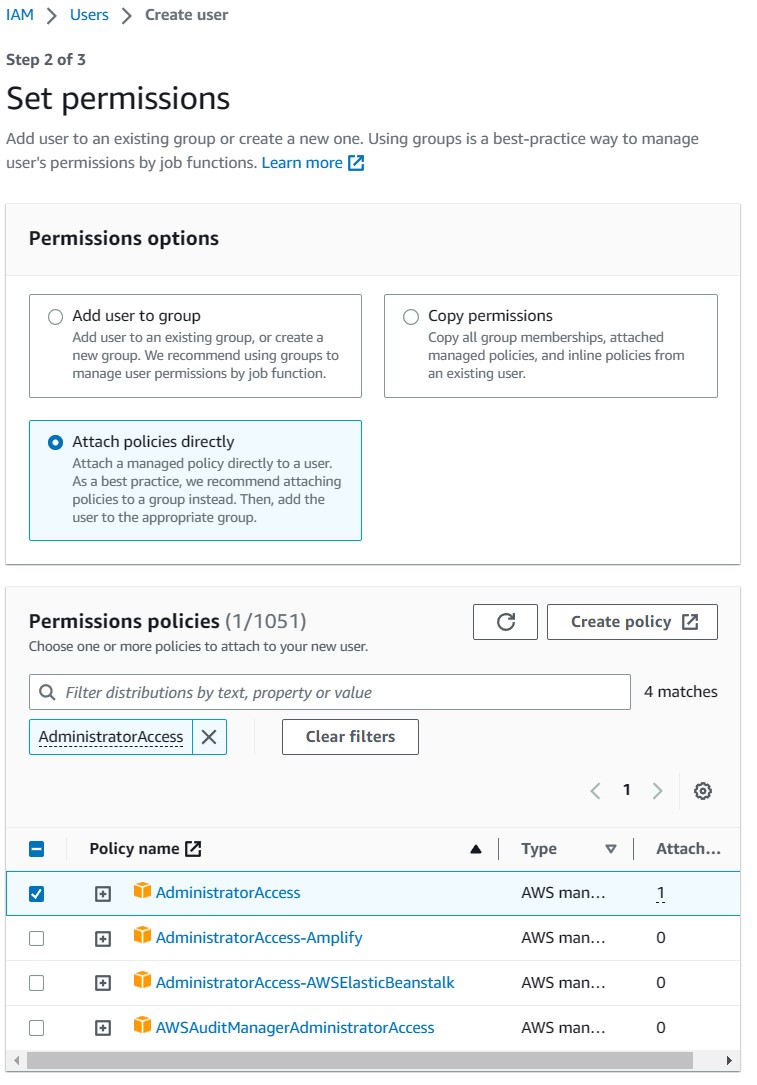 IAM > Users > Create user
Step 2 of 3
Set permissions
Add user to an existing group or create a new one. Using groups is a best-practice way to manage
user's permissions by job functions. Learn more
Permissions options
Add user to group
Add user to an existing group, or create a
new group. We recommend using groups to
manage user permissions by job function.
Copy permissions
Copy all group memberships, attached
managed policies, and inline policies from
an existing user.
Attach policies directly
Attach a managed policy directly to a user.
As a best practice, we recommend attaching
policies to a group instead. Then, add the
user to the appropriate group.
Permissions policies (1/1051)
Choose one or more policies to attach to your new user.
Create policy
Filter distributions by text, property or value
4 matches
AdministratorAccess
Clear filters
1
Policy name Type Attach...
AdministratorAccess AWS man... 1
AdministratorAccess-Amplify AWS man... 0
AdministratorAccess-AWSElasticBeanstalk AWS man... 0
AWSAuditManagerAdministratorAccess AWS man... 0